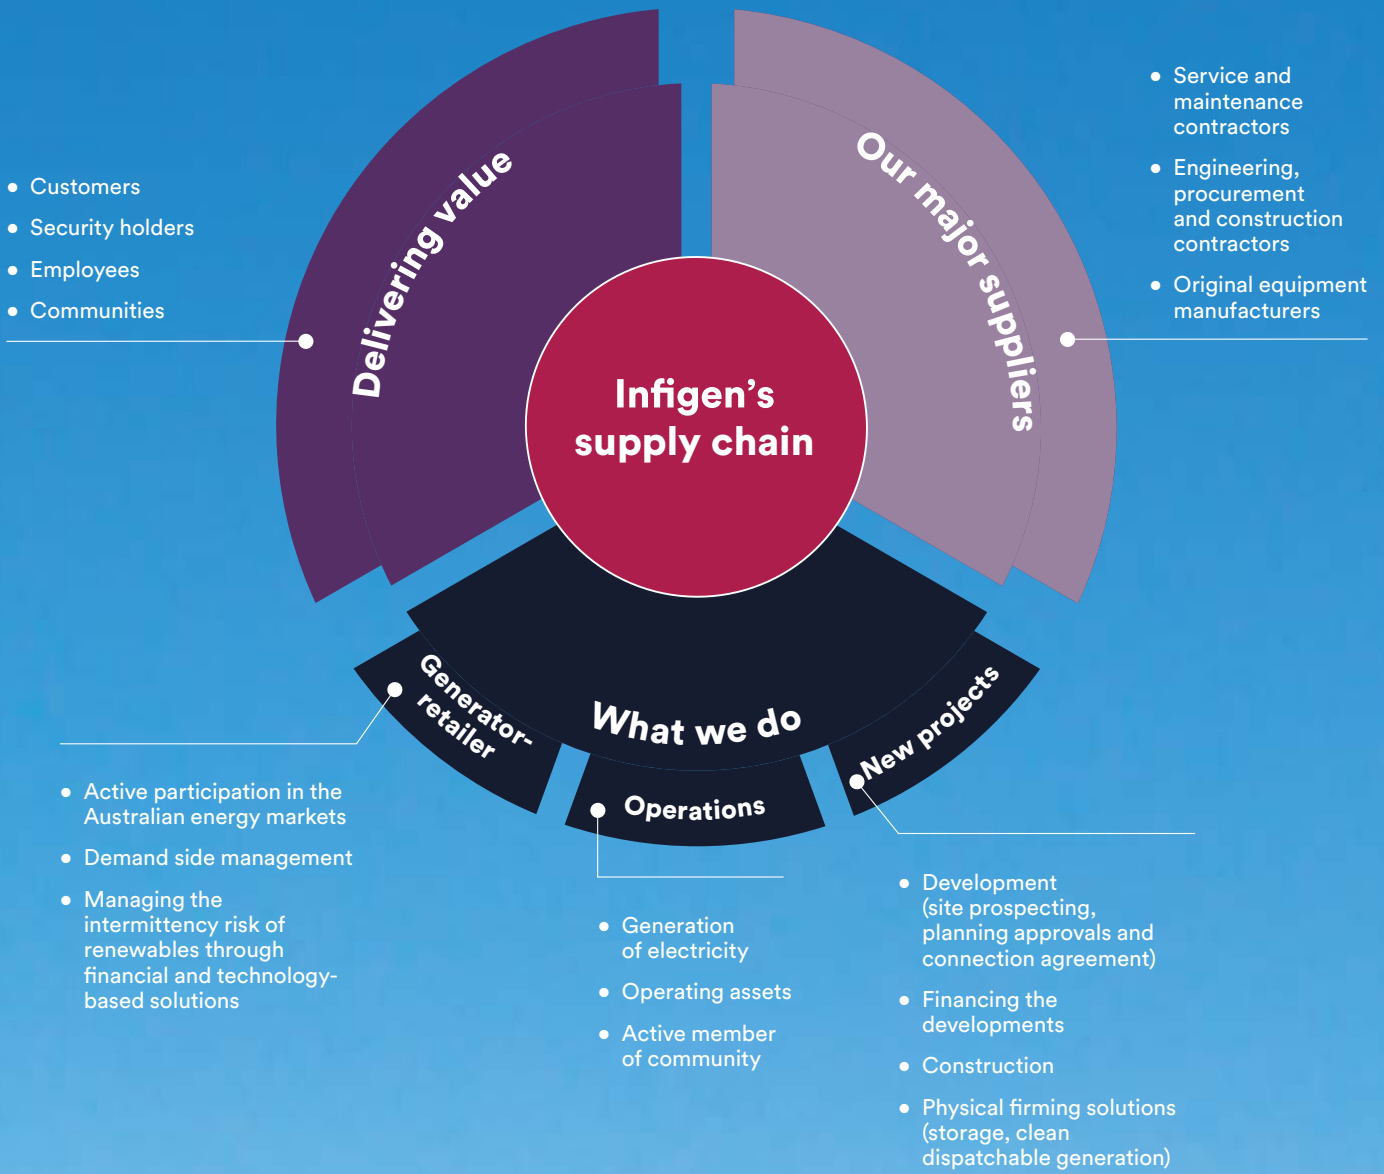 Delivering value
Our major suppliers
• Service and
maintenance
contractors
• Engineering,
procurement
and construction
contractors
• Original equipment
manufacturers
• Customers
• Security holders
• Employees
• Communities
Infigen’s
supply chain
What we do
Generator-
retailer
Operations
New projects
• Active participation in the
Australian energy markets
• Demand side management
• Managing the
intermittency risk of
renewables through
financial and technology-
based solutions
• Generation
of electricity
• Operating assets
• Active member
of community
• Development
(site prospecting,
planning approvals and
connection agreement)
• Financing the
developments
• Construction
• Physical firming solutions
(storage, clean
dispatchable generation)